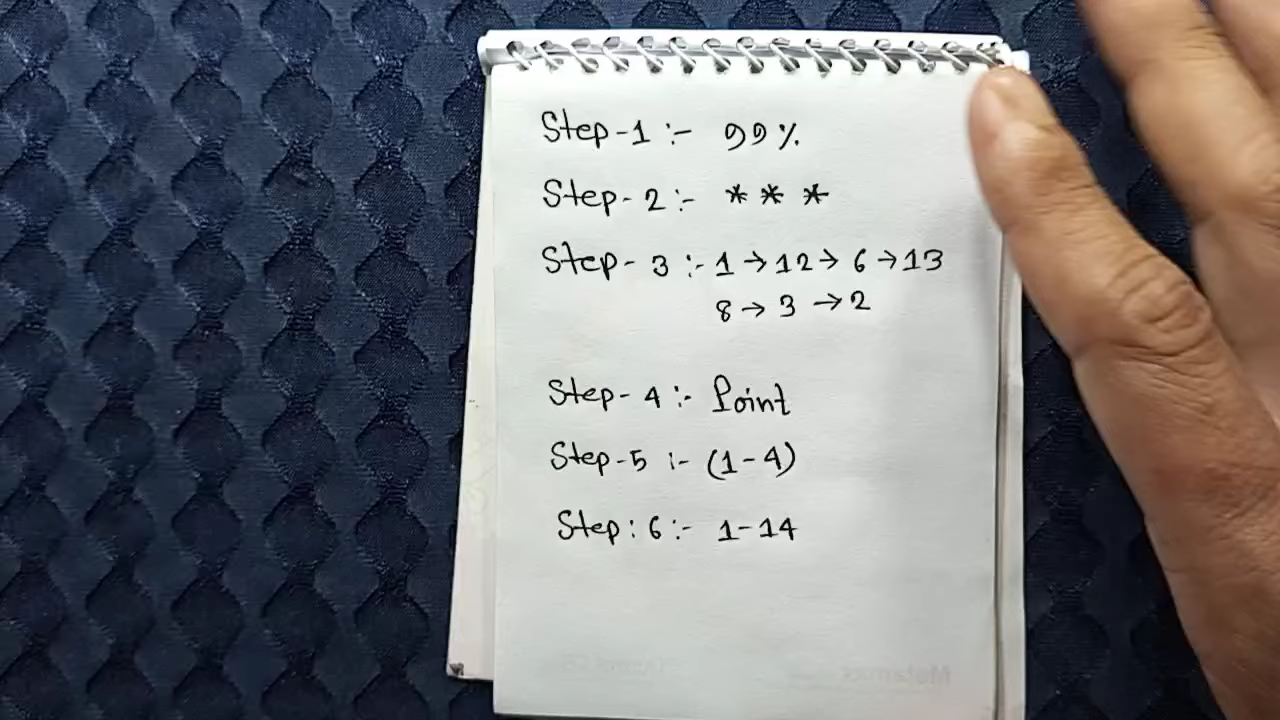 Step-1 :- 99%
Step-2 :- * * *
Step-3 :- 1 → 12 → 6 → 13
8 → 3 → 2
Step-4 :- Point
Step-5 :- (1-4)
Step:6 :- 1-14